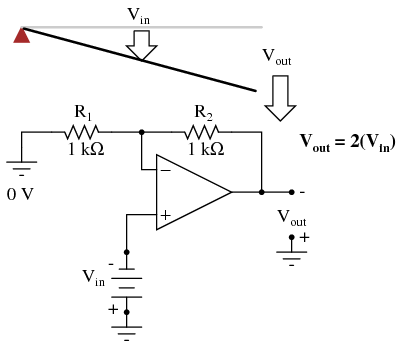 Vin
Vout
R1
R2
1 kΩ
1 kΩ
Vout = 2(Vin)
0 V
−
+
-
Vout
+
-
Vin
+